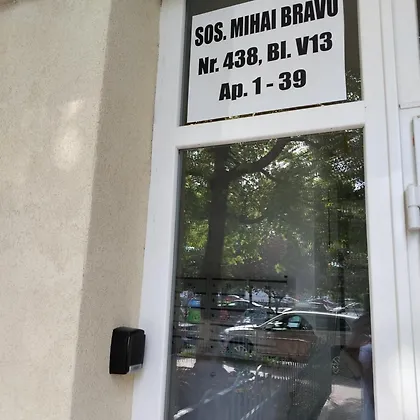 SOS. MIHAI BRAVU
Nr. 438, Bl. V13
Ap. 1 - 39